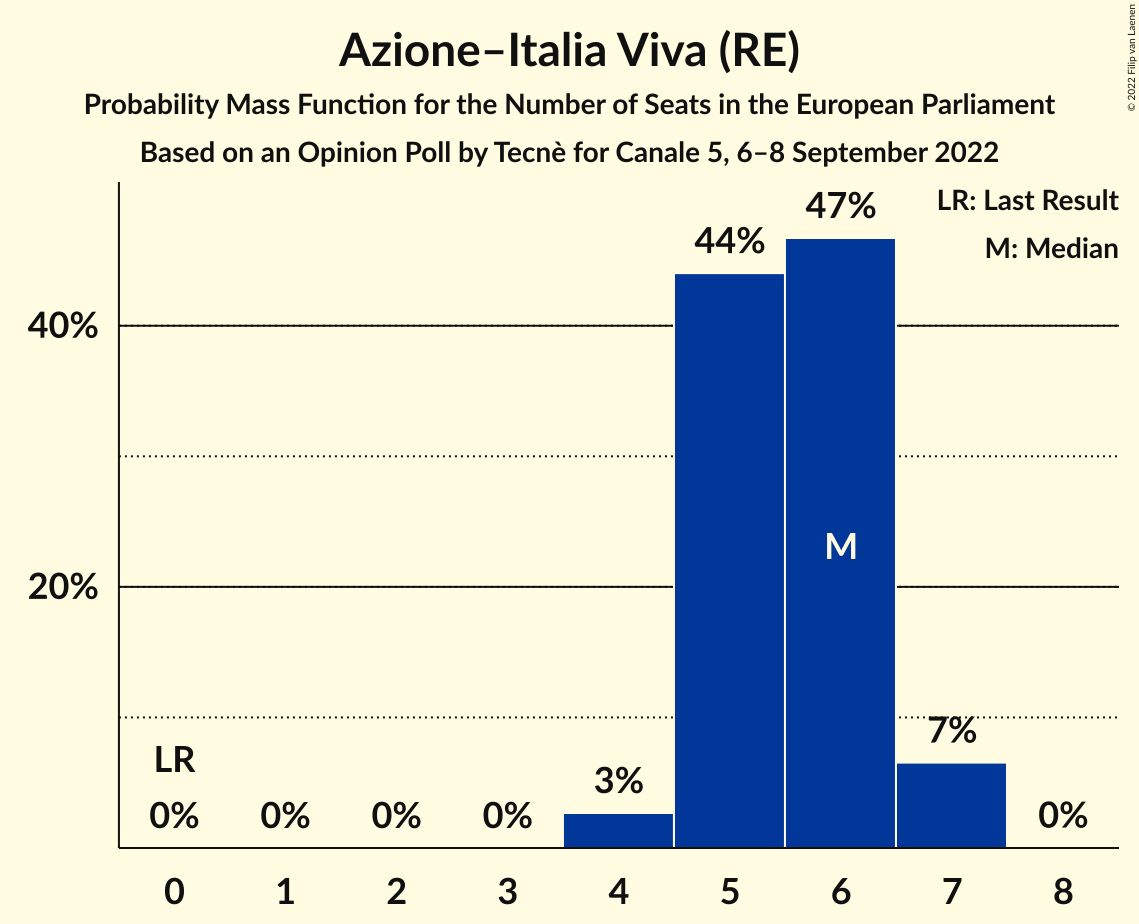 Azione–Italia Viva (RE)
Probability Mass Function for the Number of Seats in the European Parliament
Based on an Opinion Poll by Tecnè for Canale 5, 6–8 September 2022
© 2022 Filip van Laenen
LR: Last Result
M: Median
47%
44%
40%
M
20%
7%
LR
3%
0% 0% 0% 0% 0%
0 1 2 3 4 5 6 7 8